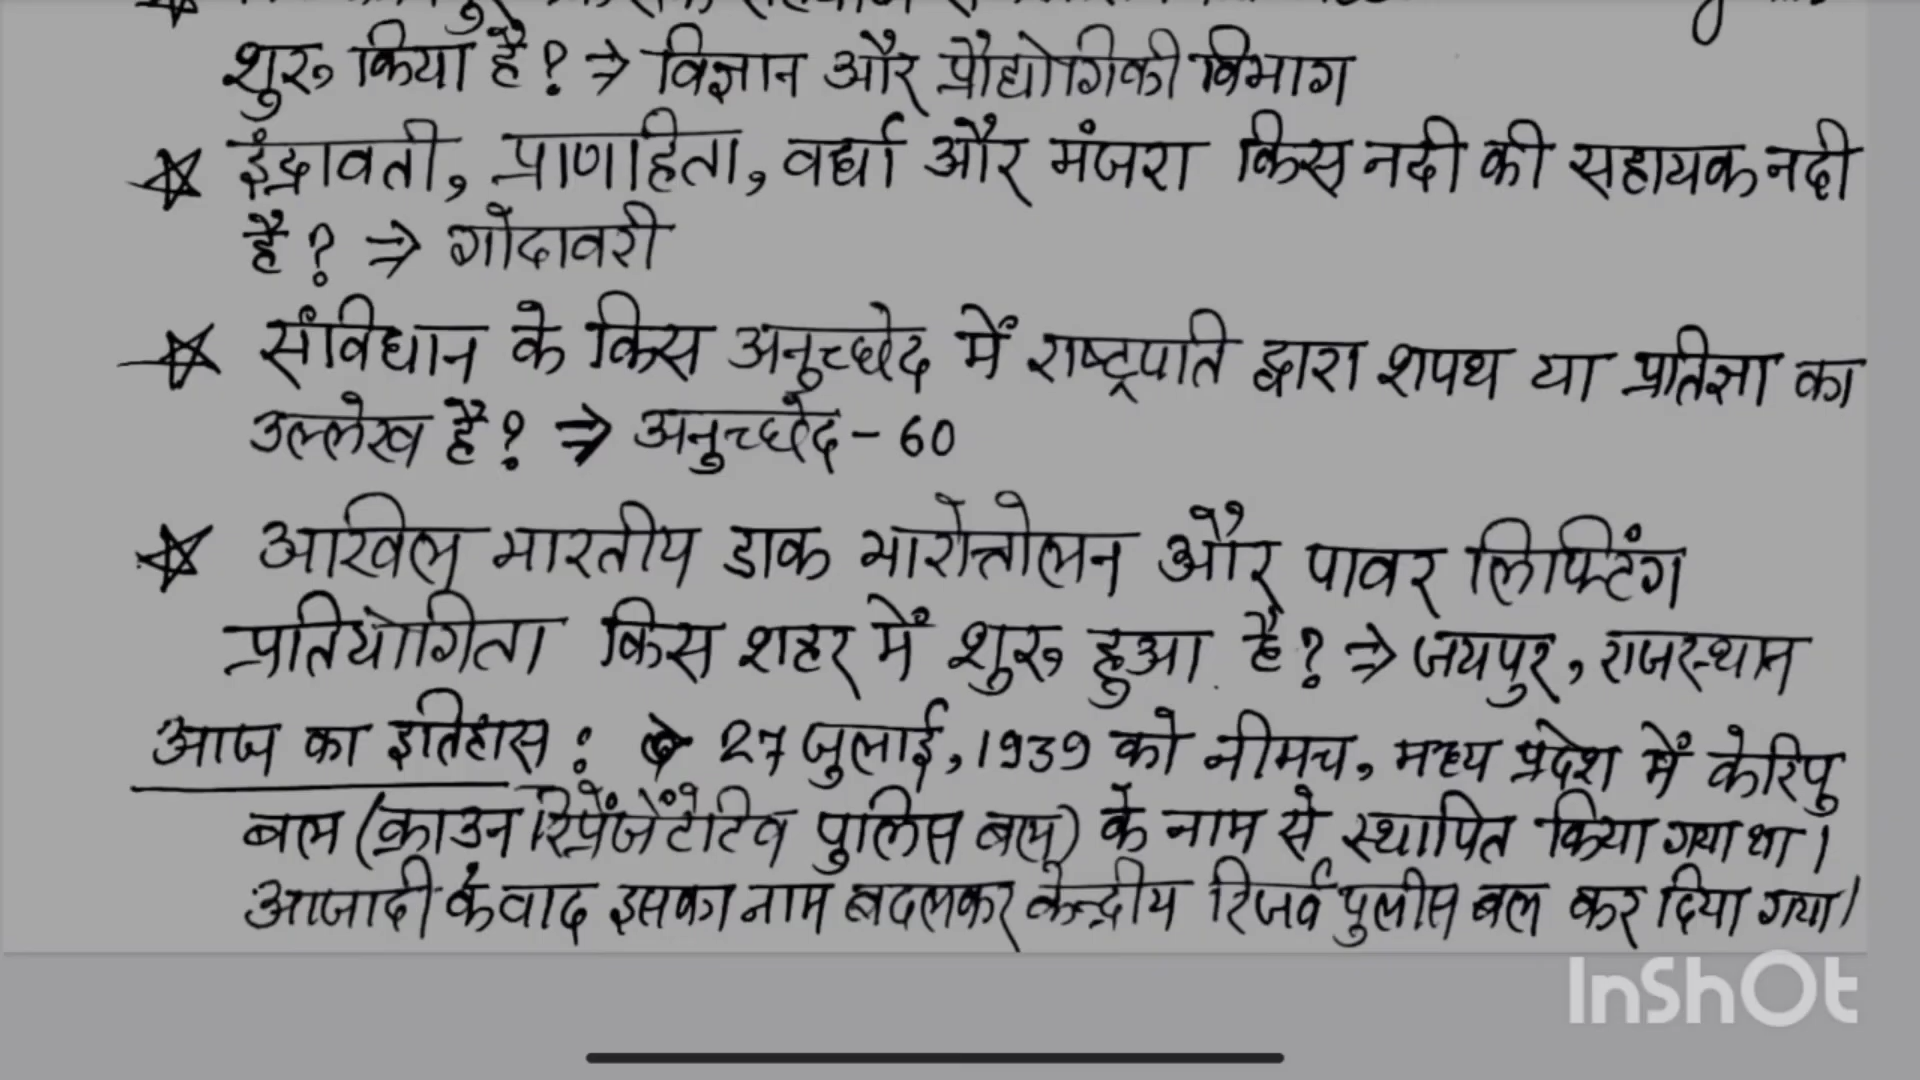 शुरू किया है? ⇒ विज्ञान और प्रौद्योगिकी विभाग
☆ इंद्रावती, प्राणहिता, वर्धा और मंजरा किस नदी की सहायक नदी
है? ⇒ गोदावरी
☆ संविधान के किस अनुच्छेद में राष्ट्रपति द्वारा शपथ या प्रतिज्ञा का
उल्लेख है? ⇒ अनुच्छेद - 60
☆ अखिल भारतीय डाक भारोत्तोलन और पावर लिफ्टिंग
प्रतियोगिता किस शहर में शुरू हुआ है? ⇒ जयपुर, राजस्थान
आज का इतिहास : 27 जुलाई, 1939 को नीमच, मध्य प्रदेश में केरिपु
बल (क्राउन रिप्रेंजेंटेटिव पुलिस बल) के नाम से स्थापित किया गया था।
आजादी के वाद इसका नाम बदलकर केन्द्रीय रिजर्व पुलीस बल कर दिया गया।
InShOt